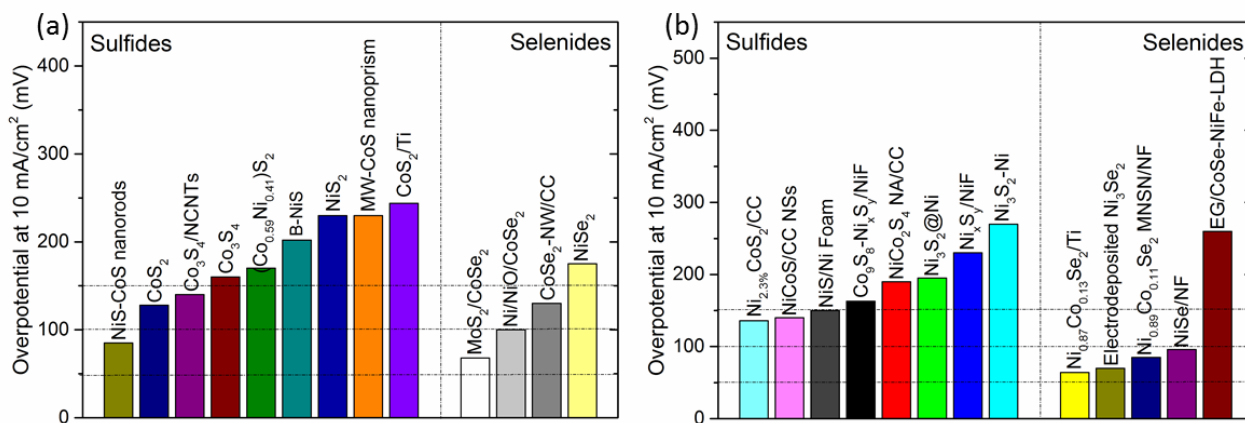 (a)
Sulfides
Selenides
Overpotential at 10 mA/cm² (mV)
400
300
200
100
0
NiS-CoS nanorods
CoS₂
Co₃S₄/NCNTs
Co₃S₄
(Co₀.₅₉Ni₀.₄₁)S₂
B-NiS
NiS₂
MW-CoS nanoprism
CoS₂/Ti
MoS₂/CoSe₂
Ni/NiO/CoSe₂
CoSe₂-NW/CC
NiSe₂
(b)
Sulfides
Selenides
Overpotential at 10 mA/cm² (mV)
500
400
300
200
100
0
Ni₂.₃%CoS₂/CC
NiCoS/CC NSs
NiS/Ni Foam
Co₉S₈-NiₓSᵧ/NiF
NiCo₂S₄ NA/CC
Ni₃S₂@Ni
NiₓSᵧ/NiF
Ni₃S₂-Ni
Ni₀.₈₇Co₀.₁₃Se₂/Ti
Electrodeposited Ni₃Se₂
Ni₀.₈₉Co₀.₁₁Se₂ MNSN/NF
NiSe/NF
EG/CoSe-NiFe-LDH